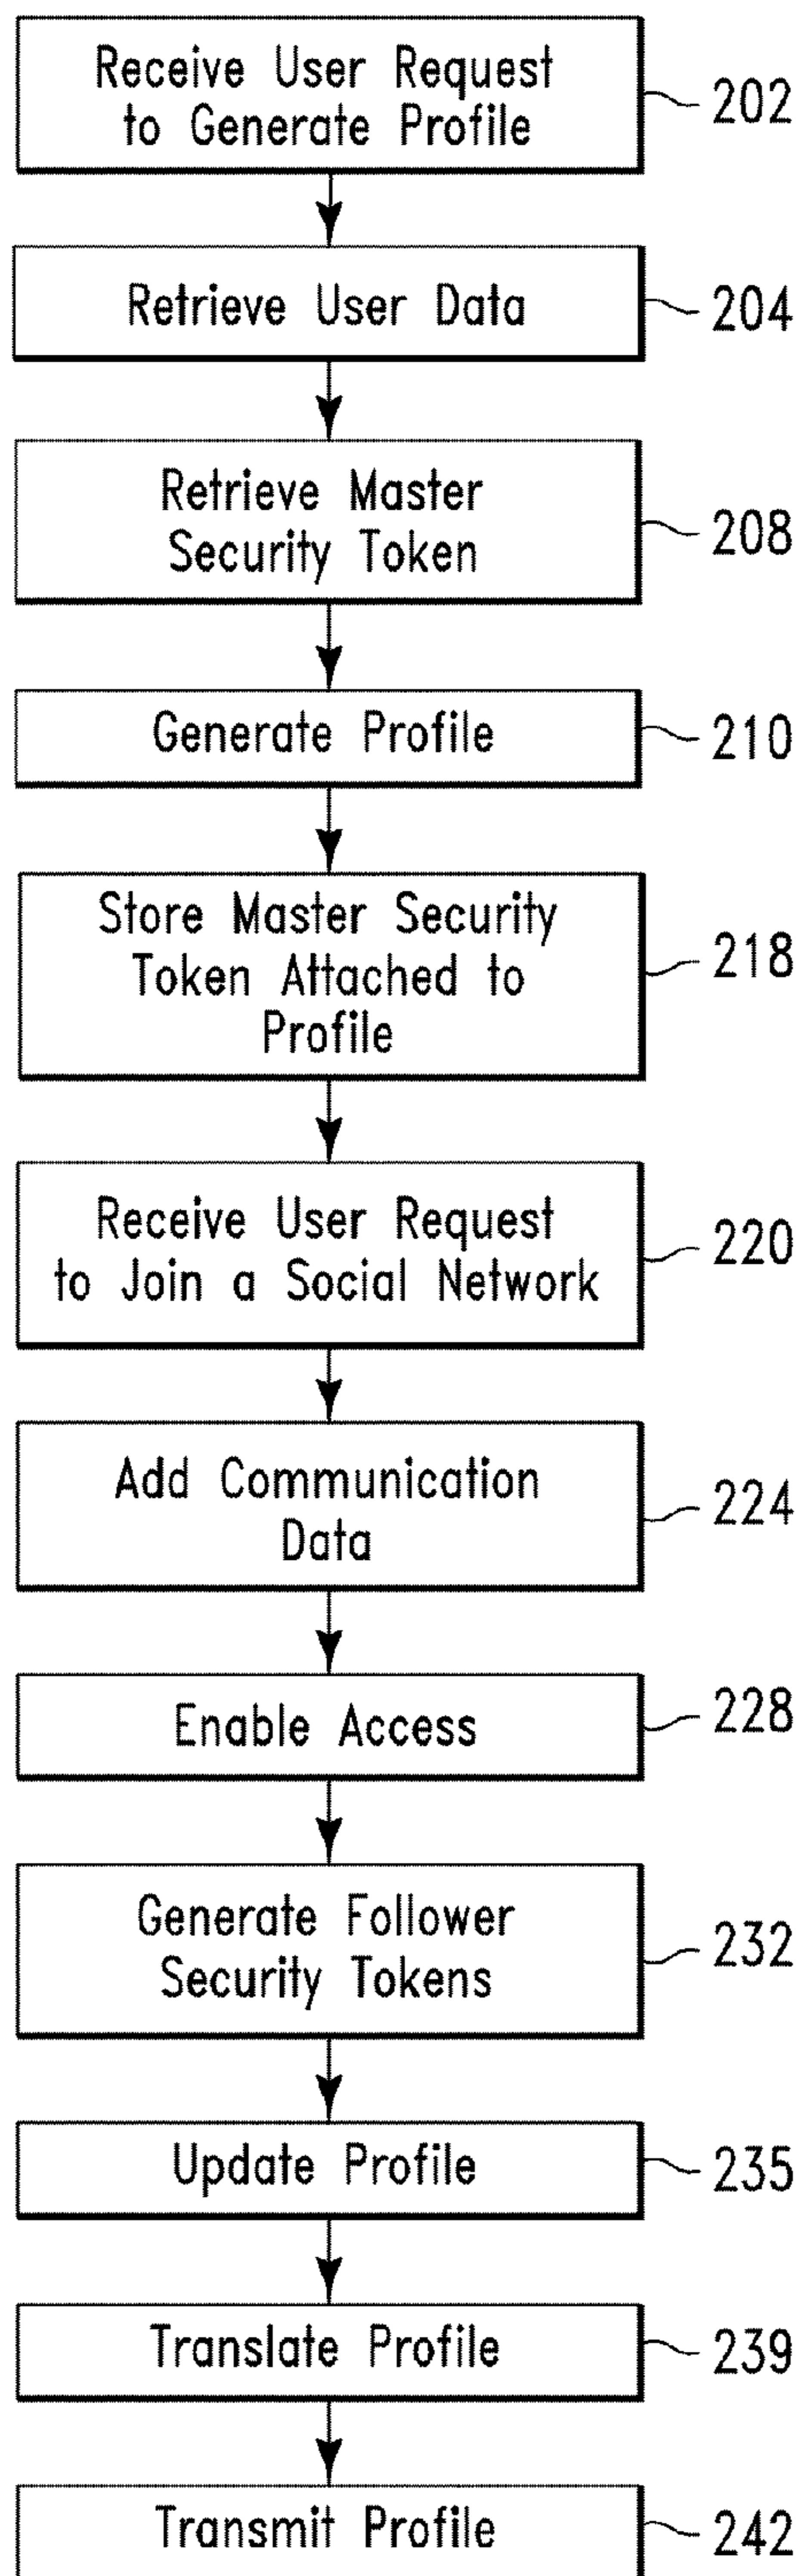 Receive User Request
to Generate Profile
202
Retrieve User Data
204
Retrieve Master
Security Token
208
Generate Profile
210
Store Master Security
Token Attached to
Profile
218
Receive User Request
to Join a Social Network
220
Add Communication
Data
224
Enable Access
228
Generate Follower
Security Tokens
232
Update Profile
235
Translate Profile
239
Transmit Profile
242